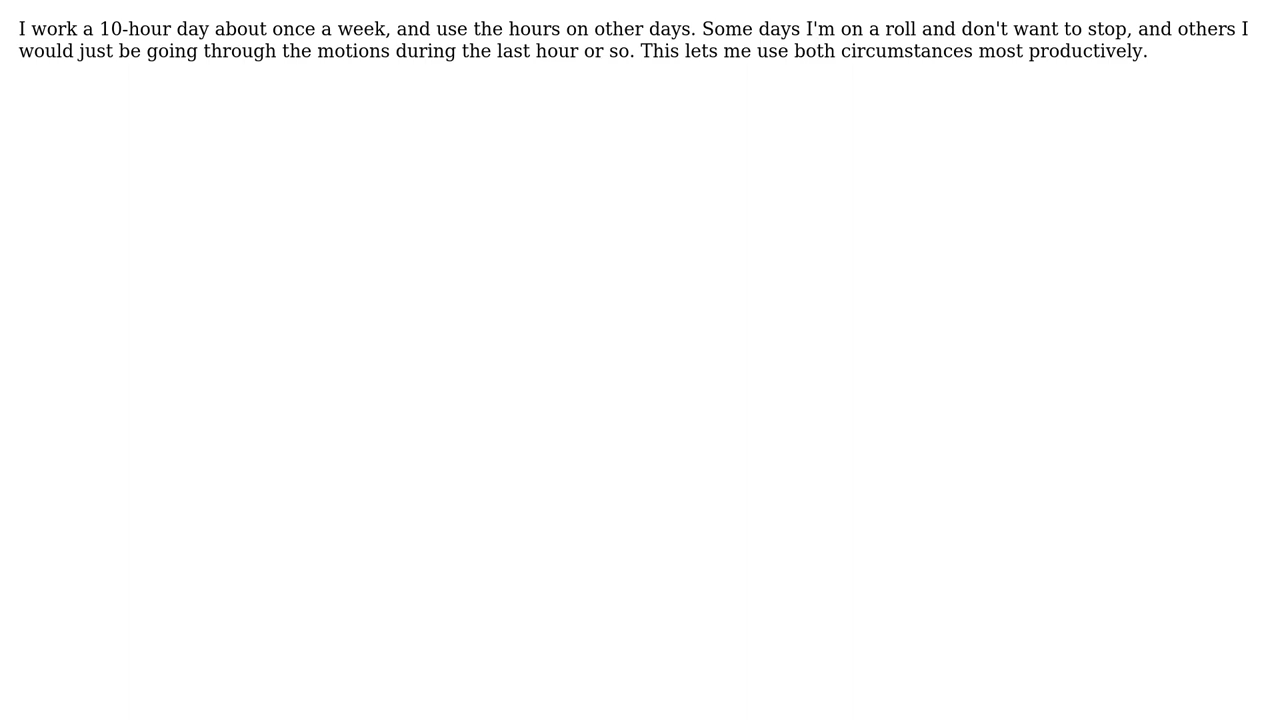 I work a 10-hour day about once a week, and use the hours on other days. Some days I'm on a roll and don't want to stop, and others I
would just be going through the motions during the last hour or so. This lets me use both circumstances most productively.